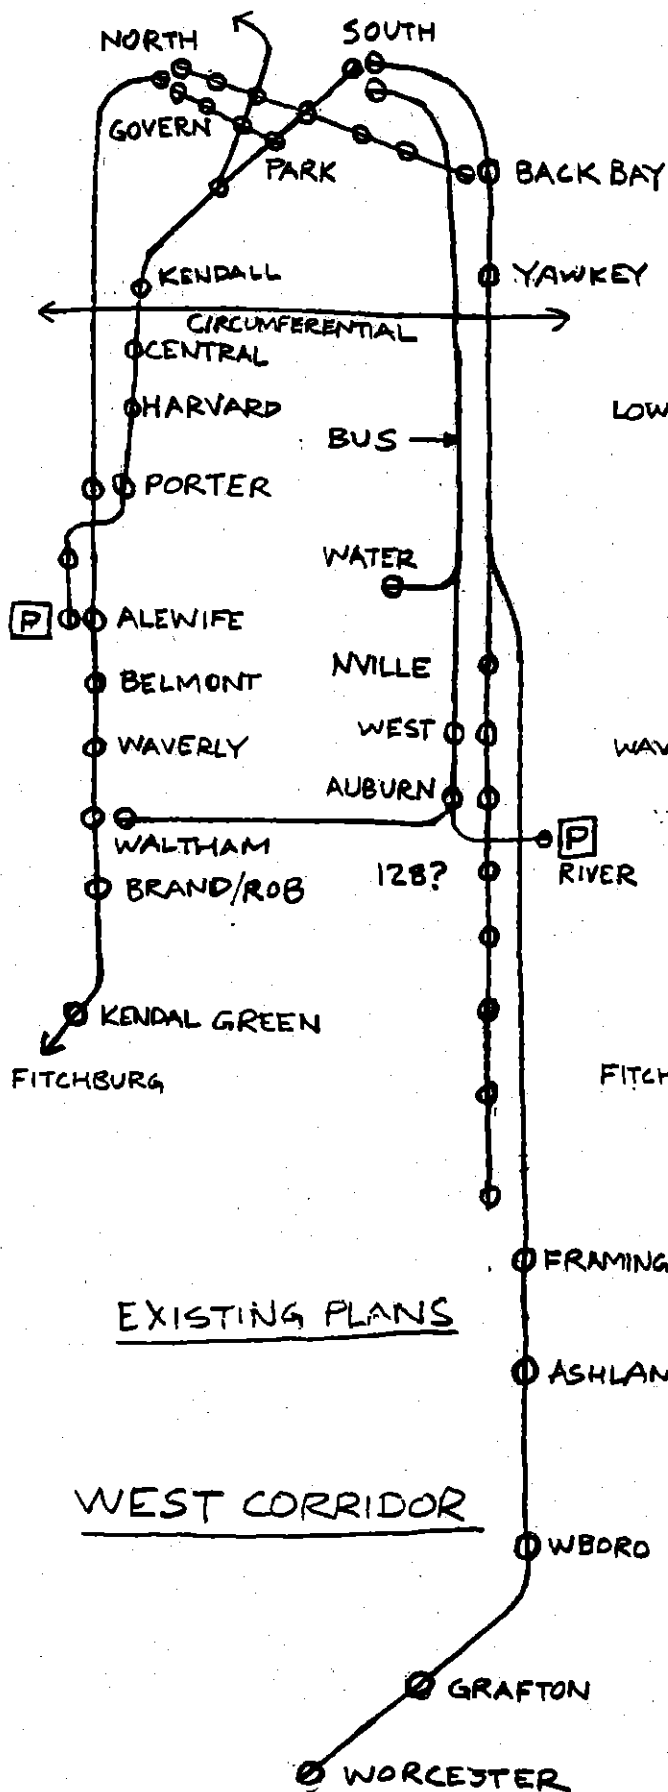 NORTH
SOUTH
GOVERN
PARK
BACK BAY
KENDALL
YAWKEY
CIRCUMFERENTIAL
CENTRAL
HARVARD
LOW
BUS
PORTER
WATER
P
ALEWIFE
NVILLE
BELMONT
WEST
WAVERLY
WAV
AUBURN
WALTHAM
P
128?
RIVER
BRAND/ROB
KENDAL GREEN
FITCHBURG
FITCH
FRAMING
EXISTING PLANS
ASHLAN
WEST CORRIDOR
WBORO
GRAFTON
WORCESTER